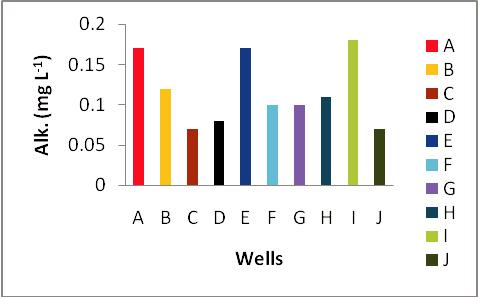 Alk. (mg L-1)
0.2
0.15
0.1
0.05
0
A B C D E F G H I J
Wells
A
B
C
D
E
F
G
H
I
J